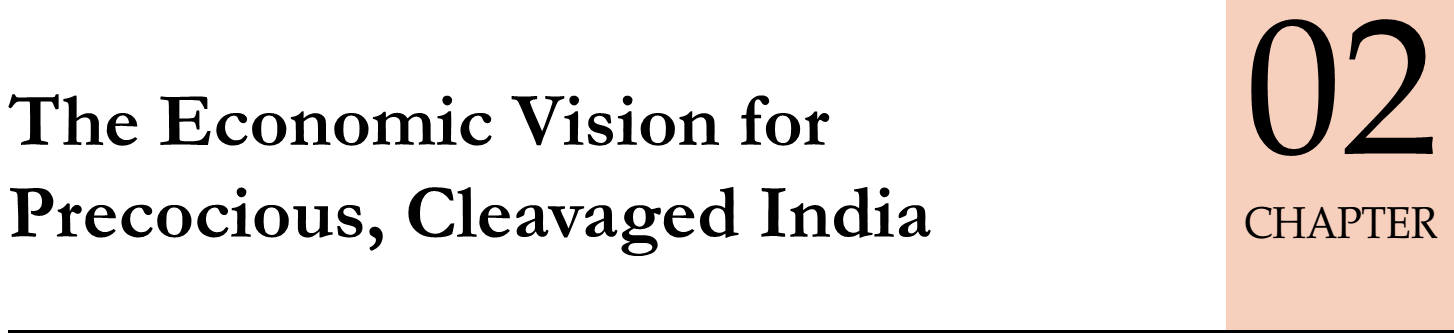 The Economic Vision for
Precocious, Cleavaged India
02
CHAPTER